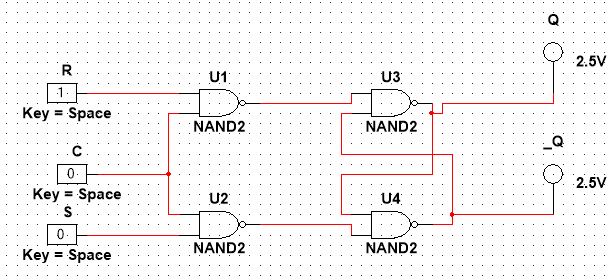 Q
2.5V
R
1
Key = Space
U1
NAND2
U3
NAND2
C
0
Key = Space
_Q
2.5V
S
0
Key = Space
U2
NAND2
U4
NAND2